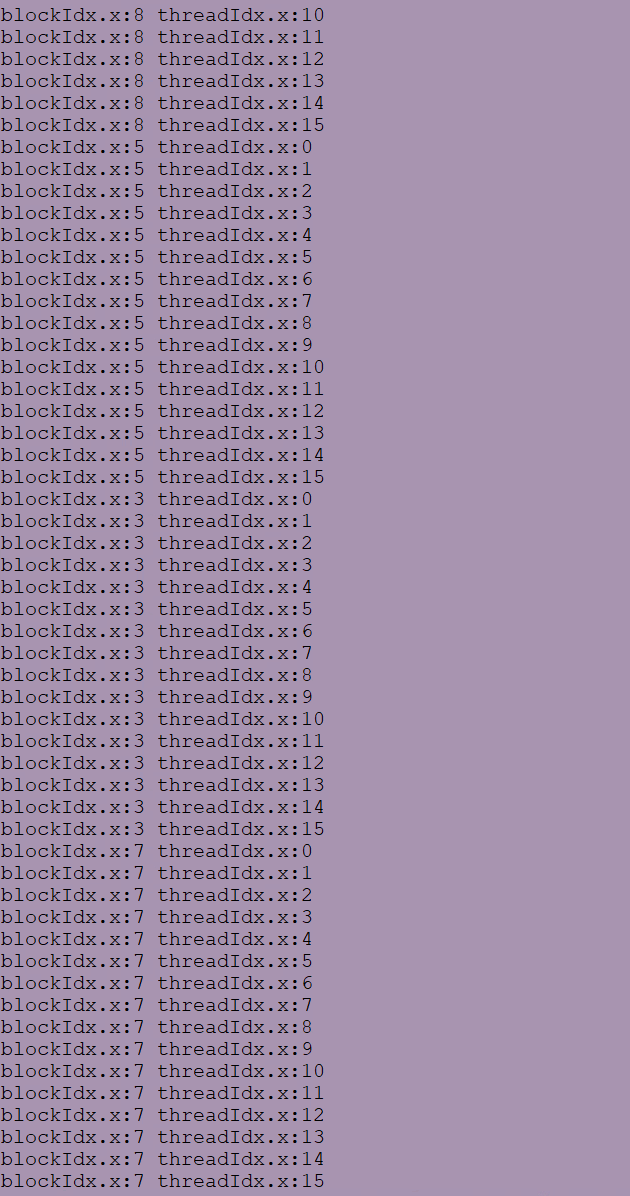 blockIdx.x:8 threadIdx.x:10
blockIdx.x:8 threadIdx.x:11
blockIdx.x:8 threadIdx.x:12
blockIdx.x:8 threadIdx.x:13
blockIdx.x:8 threadIdx.x:14
blockIdx.x:8 threadIdx.x:15
blockIdx.x:5 threadIdx.x:0
blockIdx.x:5 threadIdx.x:1
blockIdx.x:5 threadIdx.x:2
blockIdx.x:5 threadIdx.x:3
blockIdx.x:5 threadIdx.x:4
blockIdx.x:5 threadIdx.x:5
blockIdx.x:5 threadIdx.x:6
blockIdx.x:5 threadIdx.x:7
blockIdx.x:5 threadIdx.x:8
blockIdx.x:5 threadIdx.x:9
blockIdx.x:5 threadIdx.x:10
blockIdx.x:5 threadIdx.x:11
blockIdx.x:5 threadIdx.x:12
blockIdx.x:5 threadIdx.x:13
blockIdx.x:5 threadIdx.x:14
blockIdx.x:5 threadIdx.x:15
blockIdx.x:3 threadIdx.x:0
blockIdx.x:3 threadIdx.x:1
blockIdx.x:3 threadIdx.x:2
blockIdx.x:3 threadIdx.x:3
blockIdx.x:3 threadIdx.x:4
blockIdx.x:3 threadIdx.x:5
blockIdx.x:3 threadIdx.x:6
blockIdx.x:3 threadIdx.x:7
blockIdx.x:3 threadIdx.x:8
blockIdx.x:3 threadIdx.x:9
blockIdx.x:3 threadIdx.x:10
blockIdx.x:3 threadIdx.x:11
blockIdx.x:3 threadIdx.x:12
blockIdx.x:3 threadIdx.x:13
blockIdx.x:3 threadIdx.x:14
blockIdx.x:3 threadIdx.x:15
blockIdx.x:7 threadIdx.x:0
blockIdx.x:7 threadIdx.x:1
blockIdx.x:7 threadIdx.x:2
blockIdx.x:7 threadIdx.x:3
blockIdx.x:7 threadIdx.x:4
blockIdx.x:7 threadIdx.x:5
blockIdx.x:7 threadIdx.x:6
blockIdx.x:7 threadIdx.x:7
blockIdx.x:7 threadIdx.x:8
blockIdx.x:7 threadIdx.x:9
blockIdx.x:7 threadIdx.x:10
blockIdx.x:7 threadIdx.x:11
blockIdx.x:7 threadIdx.x:12
blockIdx.x:7 threadIdx.x:13
blockIdx.x:7 threadIdx.x:14
blockIdx.x:7 threadIdx.x:15